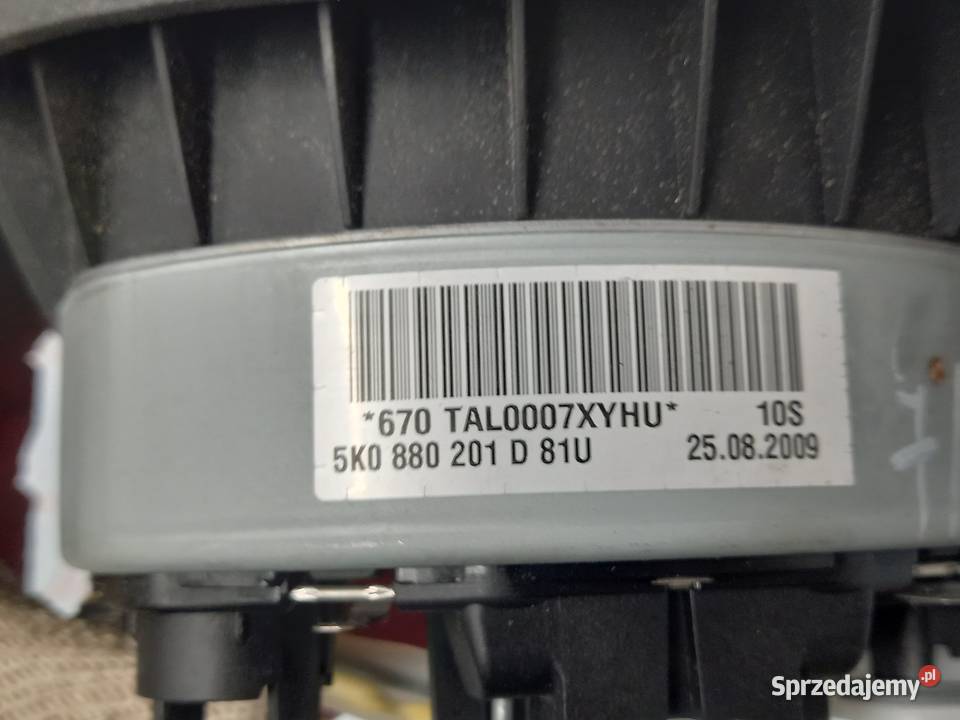 *670 TAL0007XYHU* 10S
5K0 880 201 D 81U 25.08.2009
Sprzedajemy.pl